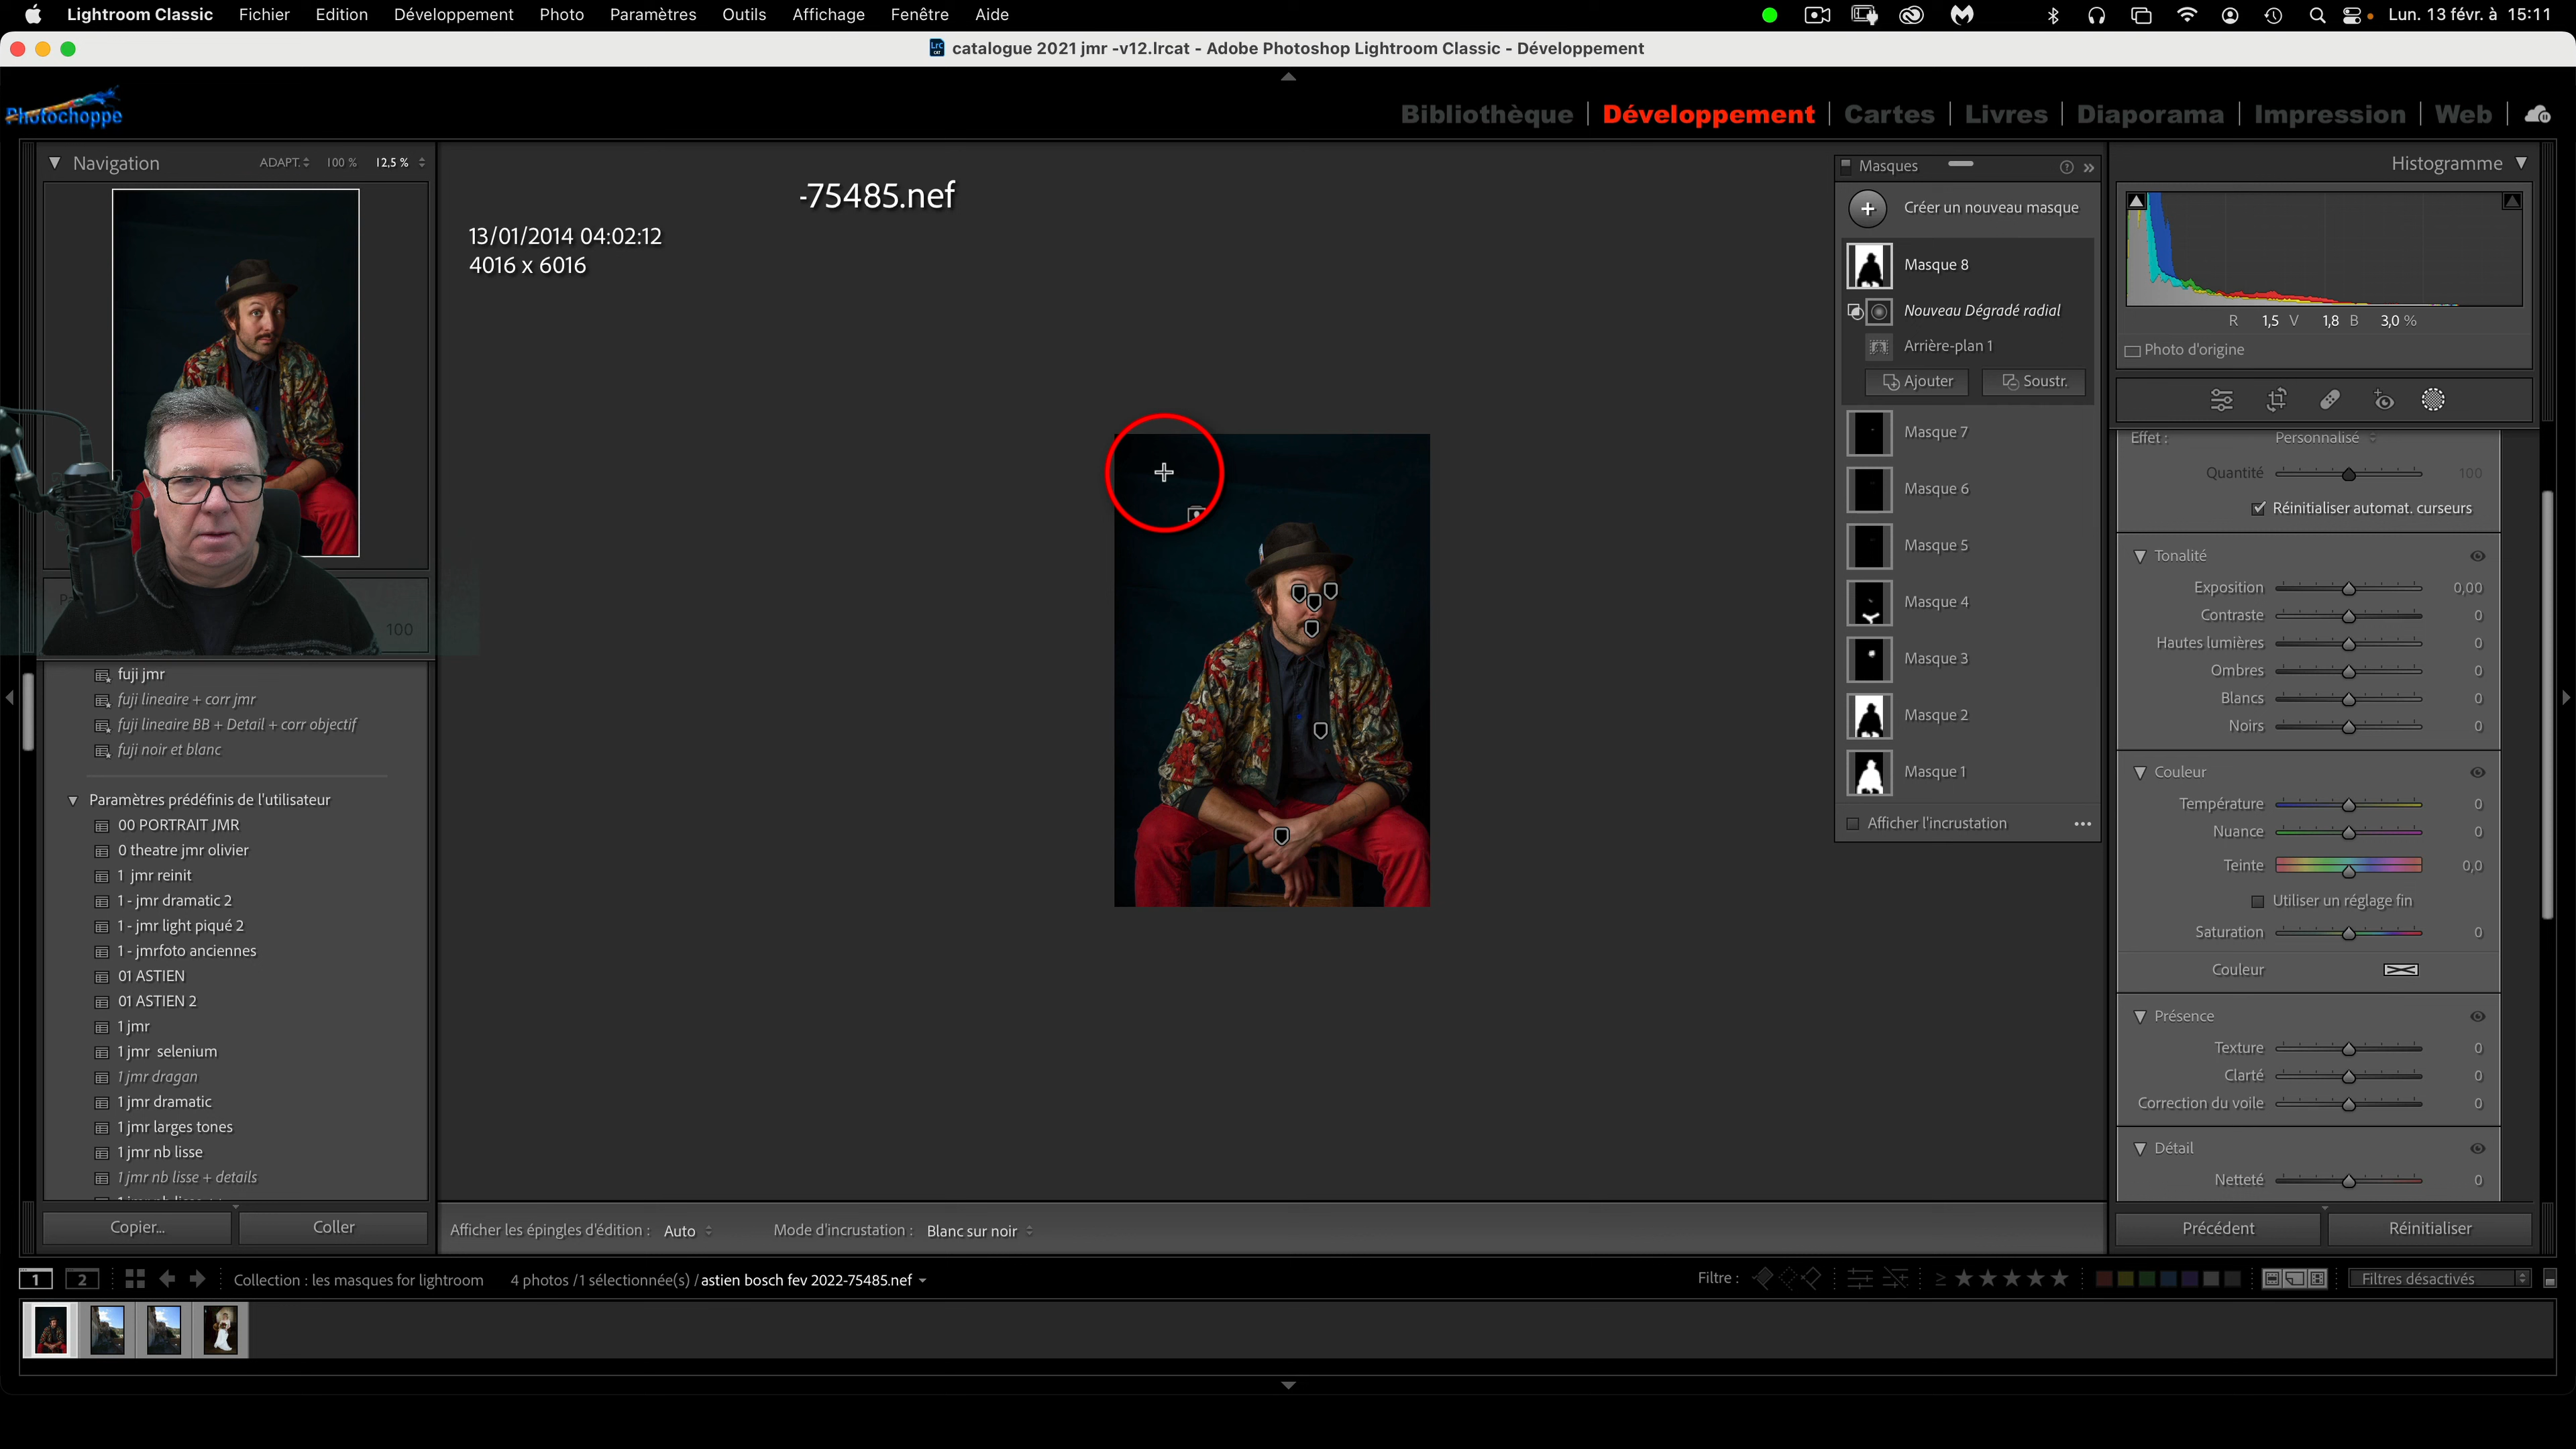 Lightroom Classic Fichier Edition Développement Photo Paramètres Outils Affichage Fenêtre Aide
Lun. 13 févr. à 15:11
catalogue 2021 jmr -v12.lrcat - Adobe Photoshop Lightroom Classic - Développement
Photochoppe
Bibliothèque | Développement | Cartes | Livres | Diaporama | Impression | Web
Navigation ADAPT. 100 % 12,5 %
100
fuji jmr
fuji lineaire + corr jmr
fuji lineaire BB + Detail + corr objectif
fuji noir et blanc
Paramètres prédéfinis de l'utilisateur
00 PORTRAIT JMR
0 theatre jmr olivier
1 jmr reinit
1 - jmr dramatic 2
1 - jmr light piqué 2
1 - jmrfoto anciennes
01 ASTIEN
01 ASTIEN 2
1 jmr
1 jmr selenium
1 jmr dragan
1 jmr dramatic
1 jmr larges tones
1 jmr nb lisse
1 jmr nb lisse + details
Copier... Coller
-75485.nef
13/01/2014 04:02:12
4016 x 6016
Masques
Créer un nouveau masque
Masque 8
Nouveau Dégradé radial
Arrière-plan 1
Ajouter Soustr.
Masque 7
Masque 6
Masque 5
Masque 4
Masque 3
Masque 2
Masque 1
Afficher l'incrustation
Histogramme
R 1,5 V 1,8 B 3,0 %
Photo d'origine
Effet : Personnalisé
Quantité 100
Réinitialiser automat. curseurs
Tonalité
Exposition 0,00
Contraste 0
Hautes lumières 0
Ombres 0
Blancs 0
Noirs 0
Couleur
Température 0
Nuance 0
Teinte 0,0
Utiliser un réglage fin
Saturation 0
Couleur
Présence
Texture 0
Clarté 0
Correction du voile 0
Détail
Netteté 0
Précédent Réinitialiser
Afficher les épingles d'édition : Auto Mode d'incrustation : Blanc sur noir
1 2 Collection : les masques for lightroom 4 photos /1 sélectionnée(s) /astien bosch fev 2022-75485.nef
Filtre : Filtres désactivés